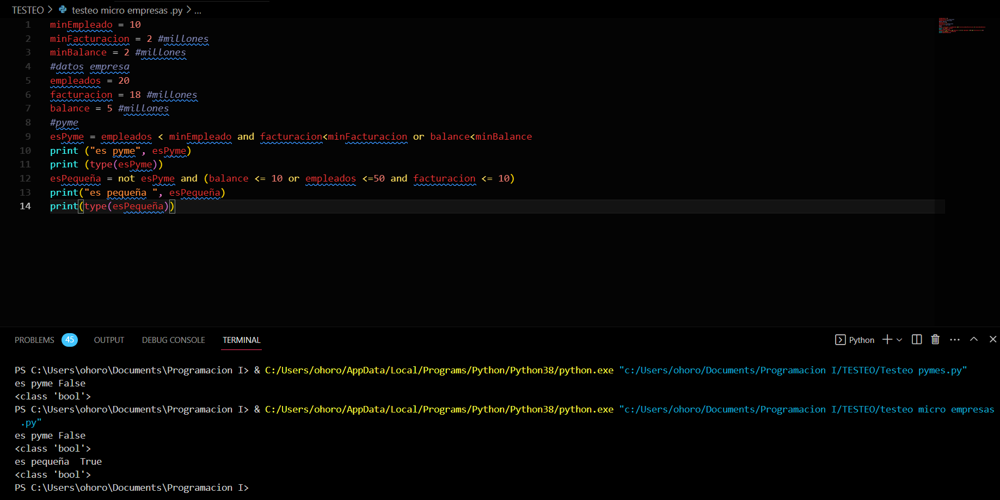 TESTEO > testeo micro empresas .py > ...
1 minEmpleado = 10
2 minFacturacion = 2 #millones
3 minBalance = 2 #millones
4 #datos empresa
5 empleados = 20
6 facturacion = 18 #millones
7 balance = 5 #millones
8 #pyme
9 esPyme = empleados < minEmpleado and facturacion<minFacturacion or balance<minBalance
10 print ("es pyme", esPyme)
11 print (type(esPyme))
12 esPequeña = not esPyme and (balance <= 10 or empleados <=50 and facturacion <= 10)
13 print("es pequeña ", esPequeña)
14 print(type(esPequeña))
PROBLEMS 45 OUTPUT DEBUG CONSOLE TERMINAL Python
PS C:\Users\ohoro\Documents\Programacion I> & C:/Users/ohoro/AppData/Local/Programs/Python/Python38/python.exe "c:/Users/ohoro/Documents/Programacion I/TESTEO/Testeo pymes.py"
es pyme False
<class 'bool'>
PS C:\Users\ohoro\Documents\Programacion I> & C:/Users/ohoro/AppData/Local/Programs/Python/Python38/python.exe "c:/Users/ohoro/Documents/Programacion I/TESTEO/testeo micro empresas
.py"
es pyme False
<class 'bool'>
es pequeña  True
<class 'bool'>
PS C:\Users\ohoro\Documents\Programacion I>